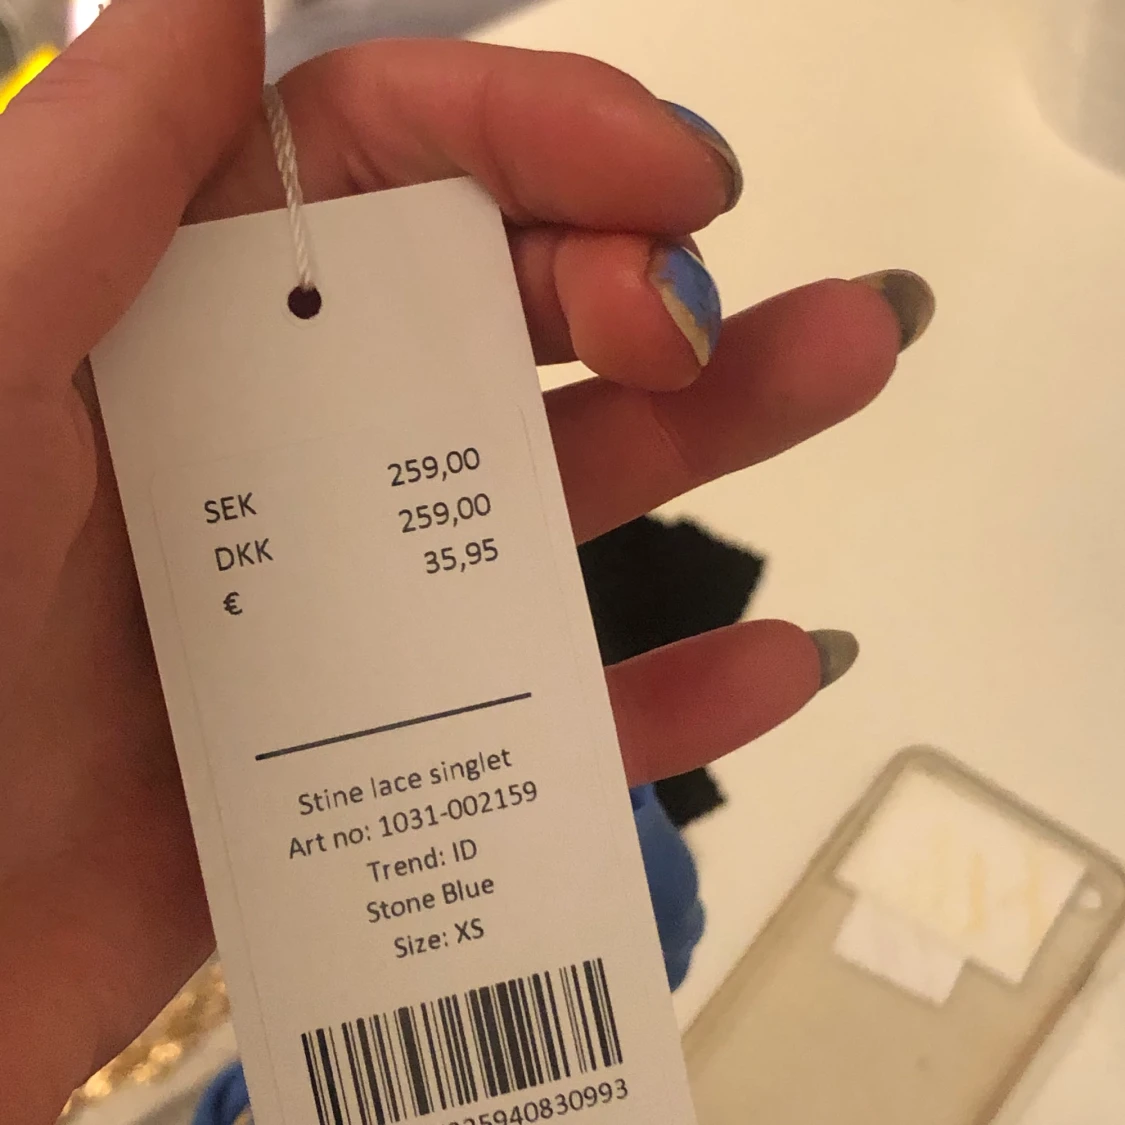 SEK 259,00
DKK 259,00
€ 35,95
Stine lace singlet
Art no: 1031-002159
Trend: ID
Stone Blue
Size: XS
25940830993